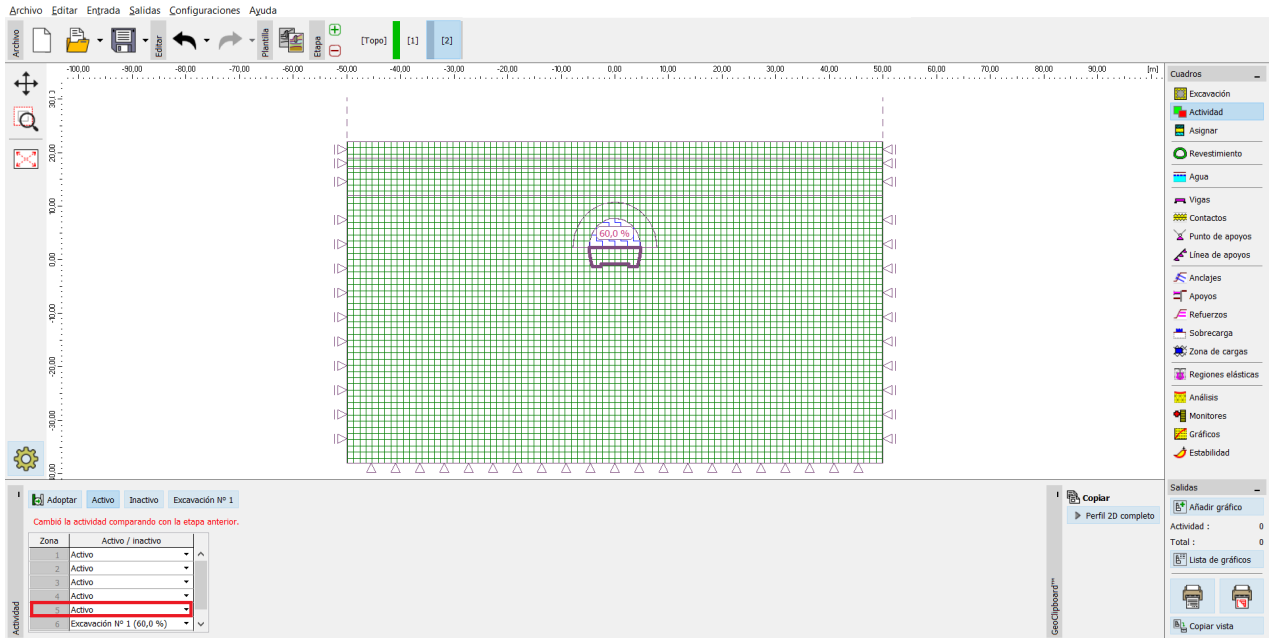 Archivo Editar Entrada Salidas Configuraciones Ayuda
Archivo
Editar
Plantilla
Etapa
[Topo] [1] [2]
-100,00 -90,00 -80,00 -70,00 -60,00 -50,00 -40,00 -30,00 -20,00 -10,00 0,00 10,00 20,00 30,00 40,00 50,00 60,00 70,00 80,00 90,00 [m]
30,13
20,00
10,00
0,00
-10,00
-20,00
-30,00
60,0 %
Cuadros
Excavación
Actividad
Asignar
Revestimiento
Agua
Vigas
Contactos
Punto de apoyos
Línea de apoyos
Anclajes
Apoyos
Refuerzos
Sobrecarga
Zona de cargas
Regiones elásticas
Análisis
Monitores
Gráficos
Estabilidad
Adoptar Activo Inactivo Excavación Nº 1
Cambió la actividad comparando con la etapa anterior.
Zona Activo / inactivo
1 Activo
2 Activo
3 Activo
4 Activo
5 Activo
6 Excavación Nº 1 (60,0 %)
Actividad
GeoClipboard™
Copiar
Perfil 2D completo
Salidas
Añadir gráfico
Actividad : 0
Total : 0
Lista de gráficos
Copiar vista